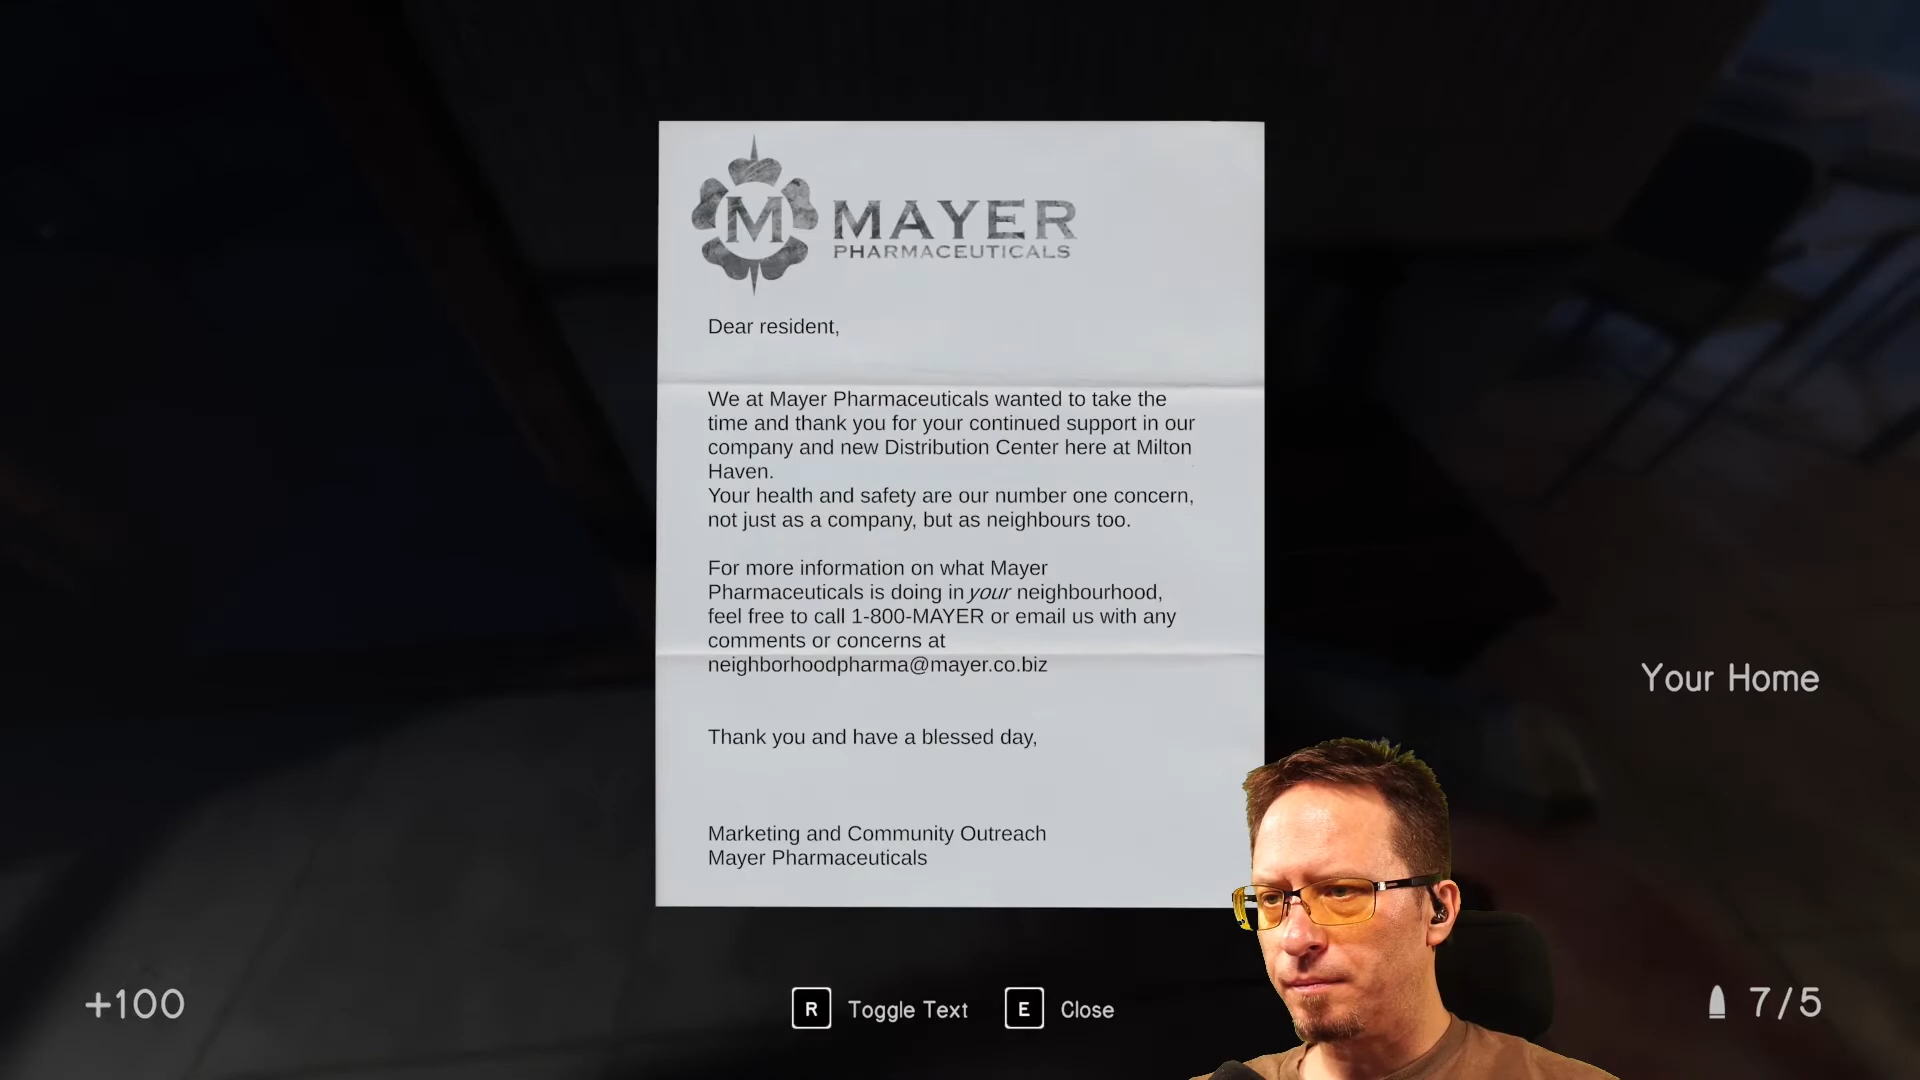 M
MAYER
PHARMACEUTICALS
Dear resident,
We at Mayer Pharmaceuticals wanted to take the
time and thank you for your continued support in our
company and new Distribution Center here at Milton
Haven.
Your health and safety are our number one concern,
not just as a company, but as neighbours too.
For more information on what Mayer
Pharmaceuticals is doing in your neighbourhood,
feel free to call 1-800-MAYER or email us with any
comments or concerns at
neighborhoodpharma@mayer.co.biz
Thank you and have a blessed day,
Marketing and Community Outreach
Mayer Pharmaceuticals
Your Home
+100
R Toggle Text E Close
7/5